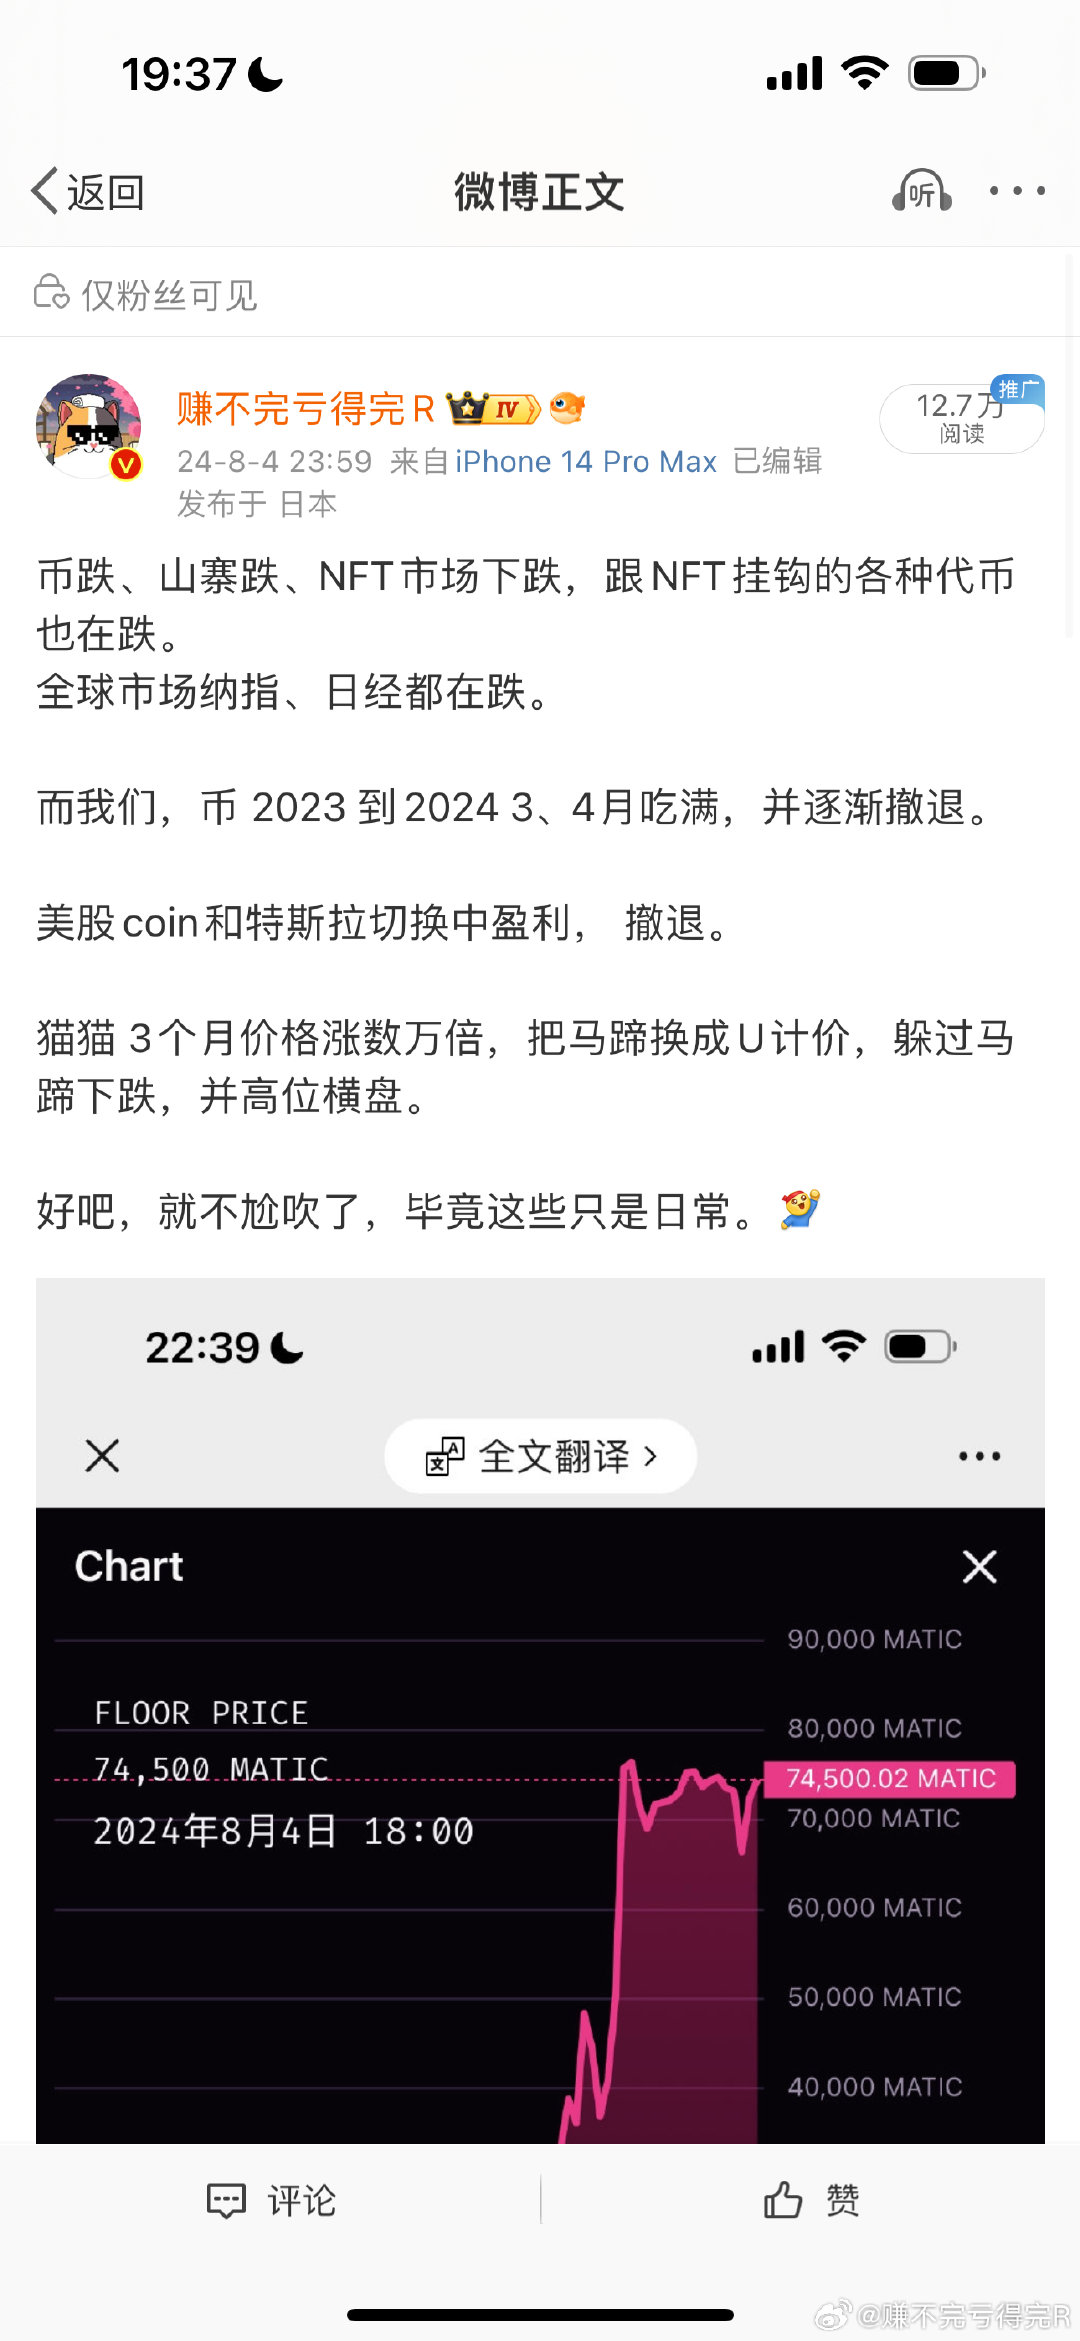 19:37
返回
微博正文
听
仅粉丝可见
赚不完亏得完R
IV
12.7万
推广
阅读
24-8-4 23:59 来自 iPhone 14 Pro Max 已编辑
发布于 日本
币跌、山寨跌、NFT市场下跌，跟NFT挂钩的各种代币
也在跌。
全球市场纳指、日经都在跌。
而我们，币 2023 到2024 3、4月吃满，并逐渐撤退。
美股coin和特斯拉切换中盈利， 撤退。
猫猫 3个月价格涨数万倍，把马蹄换成U计价，躲过马
蹄下跌，并高位横盘。
好吧，就不尬吹了，毕竟这些只是日常。
22:39
全文翻译
Chart
90,000 MATIC
FLOOR PRICE
80,000 MATIC
74,500 MATIC
74,500.02 MATIC
70,000 MATIC
2024年8月4日 18:00
60,000 MATIC
50,000 MATIC
40,000 MATIC
评论
赞
@赚不完亏得完R